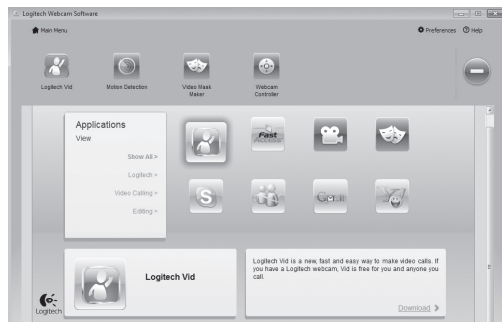 Logitech Webcam Software
Main Menu
Preferences
Help
Logitech Vid
Motion Detection
Video Mask
Maker
Webcam
Controller
Applications
View
Show All >
Logitech >
Video Calling >
Editing >
Fast
Access
Logitech Vid
Logitech Vid is a new, fast and easy way to make video calls. If
you have a Logitech webcam, Vid is free for you and anyone you
call.
Download >
Logitech